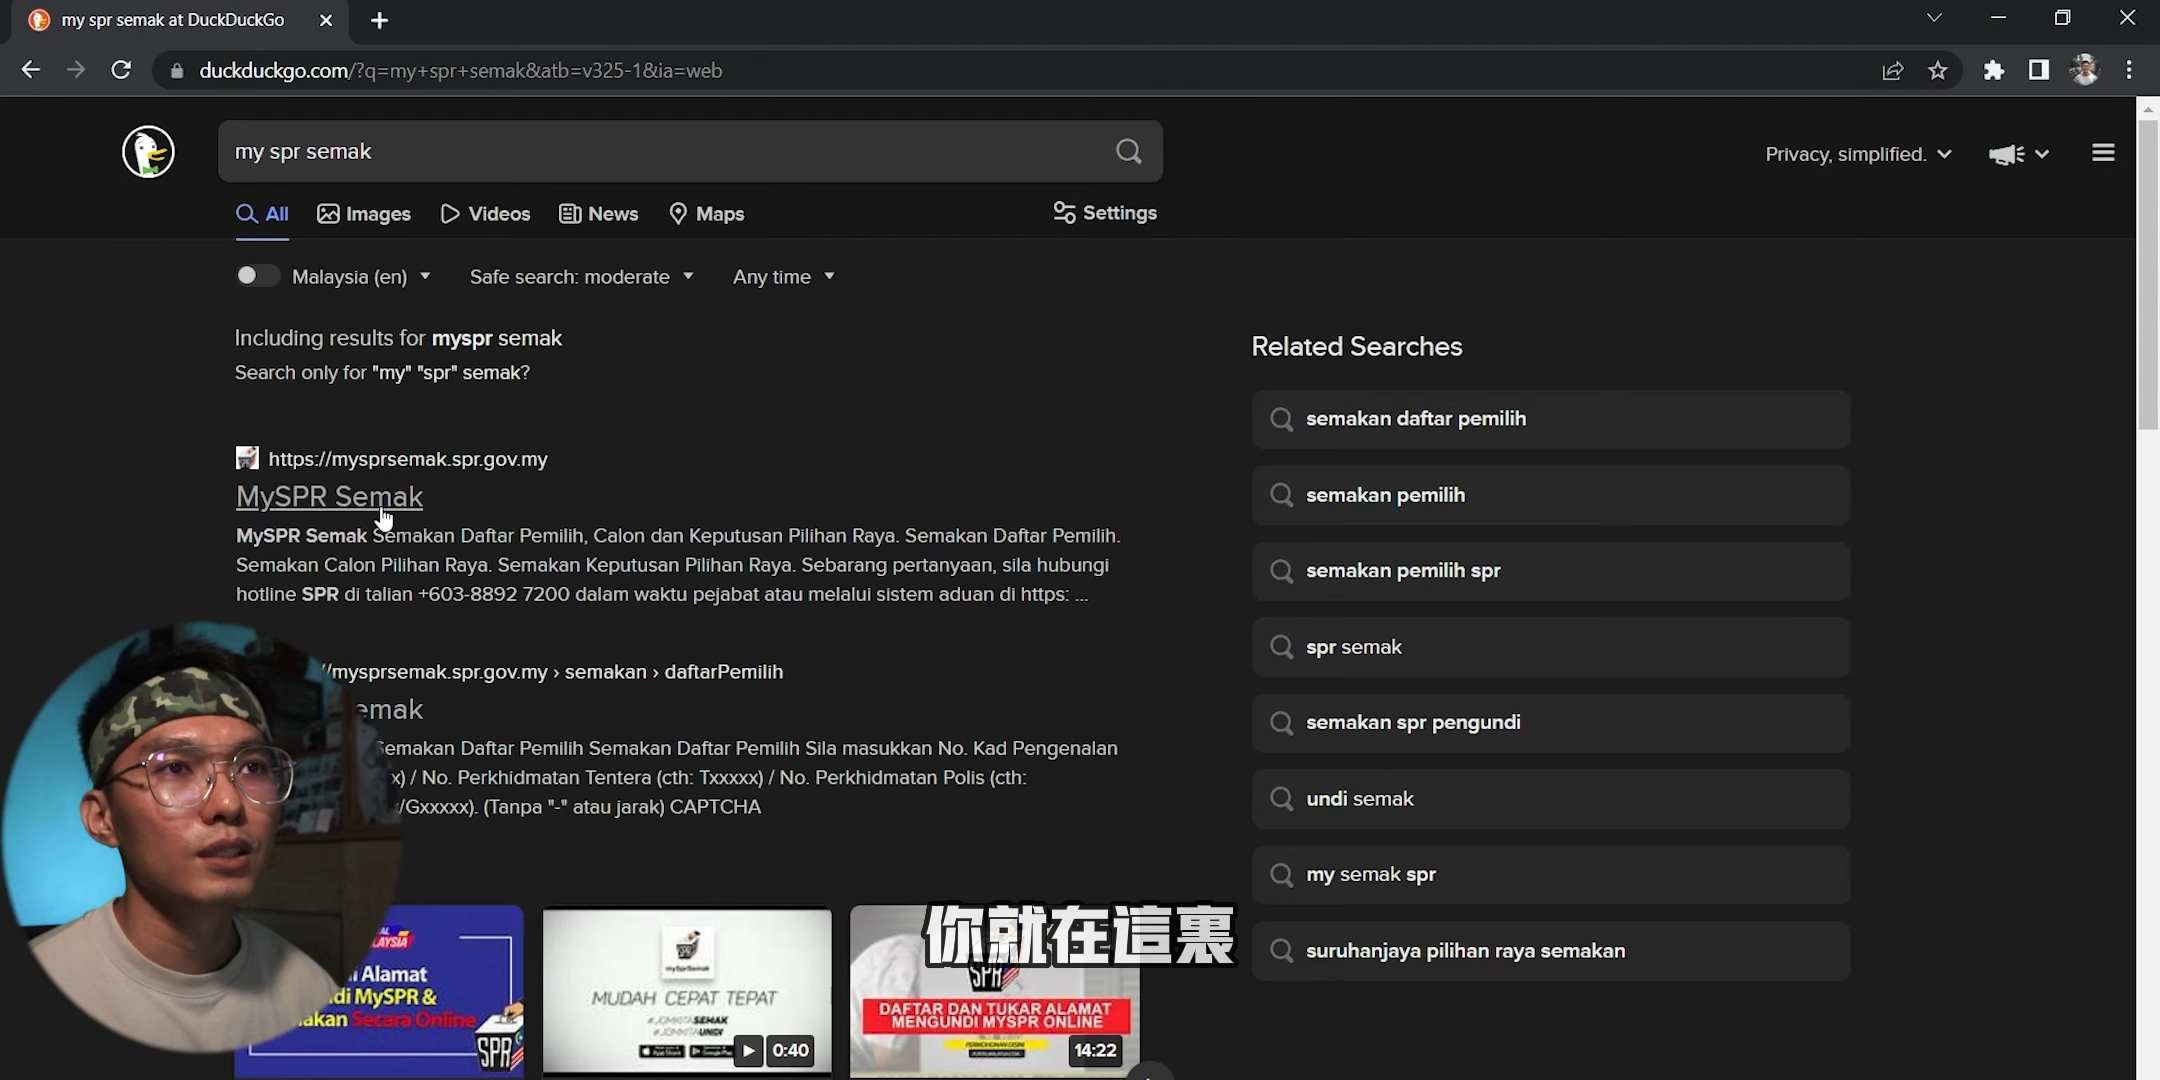 my spr semak at DuckDuckGo
duckduckgo.com/?q=my+spr+semak&atb=v325-1&ia=web
my spr semak
Privacy, simplified.
All
Images
Videos
News
Maps
Settings
Malaysia (en)
Safe search: moderate
Any time
Including results for myspr semak
Search only for "my" "spr" semak?
https://mysprsemak.spr.gov.my
MySPR Semak
MySPR Semak Semakan Daftar Pemilih, Calon dan Keputusan Pilihan Raya. Semakan Daftar Pemilih.
Semakan Calon Pilihan Raya. Semakan Keputusan Pilihan Raya. Sebarang pertanyaan, sila hubungi
hotline SPR di talian +603-8892 7200 dalam waktu pejabat atau melalui sistem aduan di https: ...
//mysprsemak.spr.gov.my › semakan › daftarPemilih
emak
Semakan Daftar Pemilih Semakan Daftar Pemilih Sila masukkan No. Kad Pengenalan
x) / No. Perkhidmatan Tentera (cth: Txxxxx) / No. Perkhidmatan Polis (cth:
/Gxxxxx). (Tanpa "-" atau jarak) CAPTCHA
Related Searches
semakan daftar pemilih
semakan pemilih
semakan pemilih spr
spr semak
semakan spr pengundi
undi semak
my semak spr
suruhanjaya pilihan raya semakan
你就在這裏
LAYSIA
i Alamat
di MySPR &
akan Secara Online
SPR
mySprSemak
MUDAH CEPAT TEPAT
#JOMKITASEMAK
#JOMKITAUNDI
0:40
SPR
DAFTAR DAN TUKAR ALAMAT
MENGUNDI MYSPR ONLINE
PERMOHONAN DISINI
14:22